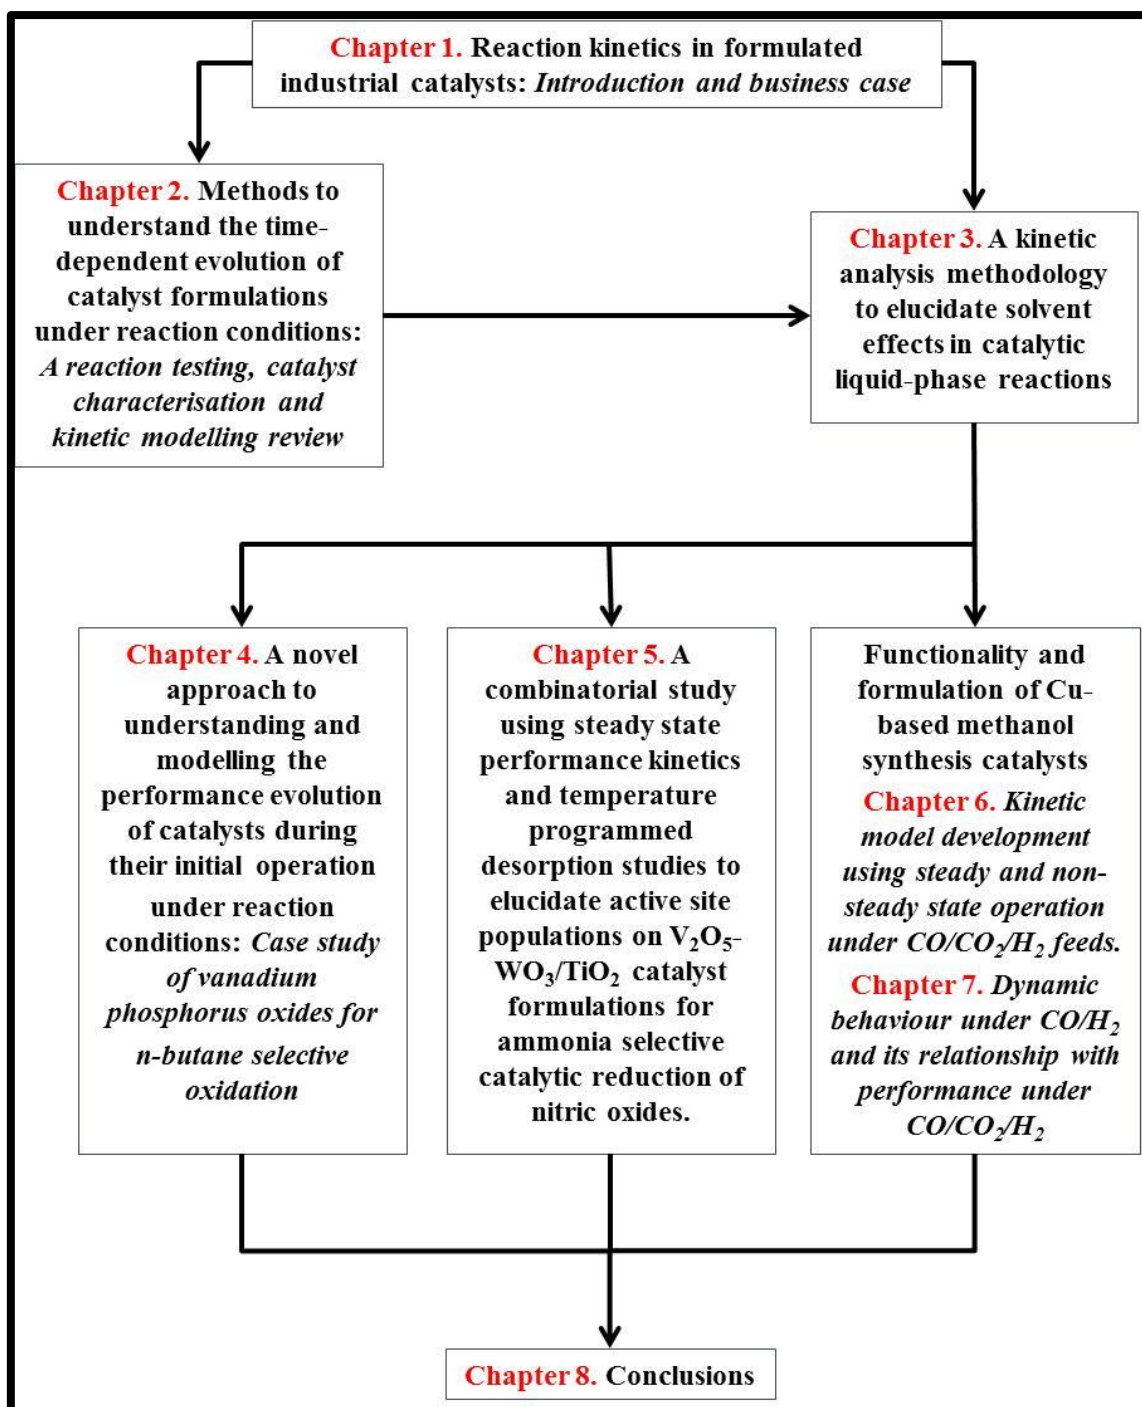 Chapter 1. Reaction kinetics in formulated
industrial catalysts: Introduction and business case
Chapter 2. Methods to
understand the time-
dependent evolution of
catalyst formulations
under reaction conditions:
A reaction testing, catalyst
characterisation and
kinetic modelling review
Chapter 3. A kinetic
analysis methodology
to elucidate solvent
effects in catalytic
liquid-phase reactions
Chapter 4. A novel
approach to
understanding and
modelling the
performance evolution
of catalysts during
their initial operation
under reaction
conditions: Case study
of vanadium
phosphorus oxides for
n-butane selective
oxidation
Chapter 5. A
combinatorial study
using steady state
performance kinetics
and temperature
programmed
desorption studies to
elucidate active site
populations on V₂O₅-
WO₃/TiO₂ catalyst
formulations for
ammonia selective
catalytic reduction of
nitric oxides.
Functionality and
formulation of Cu-
based methanol
synthesis catalysts
Chapter 6. Kinetic
model development
using steady and non-
steady state operation
under CO/CO₂/H₂ feeds.
Chapter 7. Dynamic
behaviour under CO/H₂
and its relationship with
performance under
CO/CO₂/H₂
Chapter 8. Conclusions